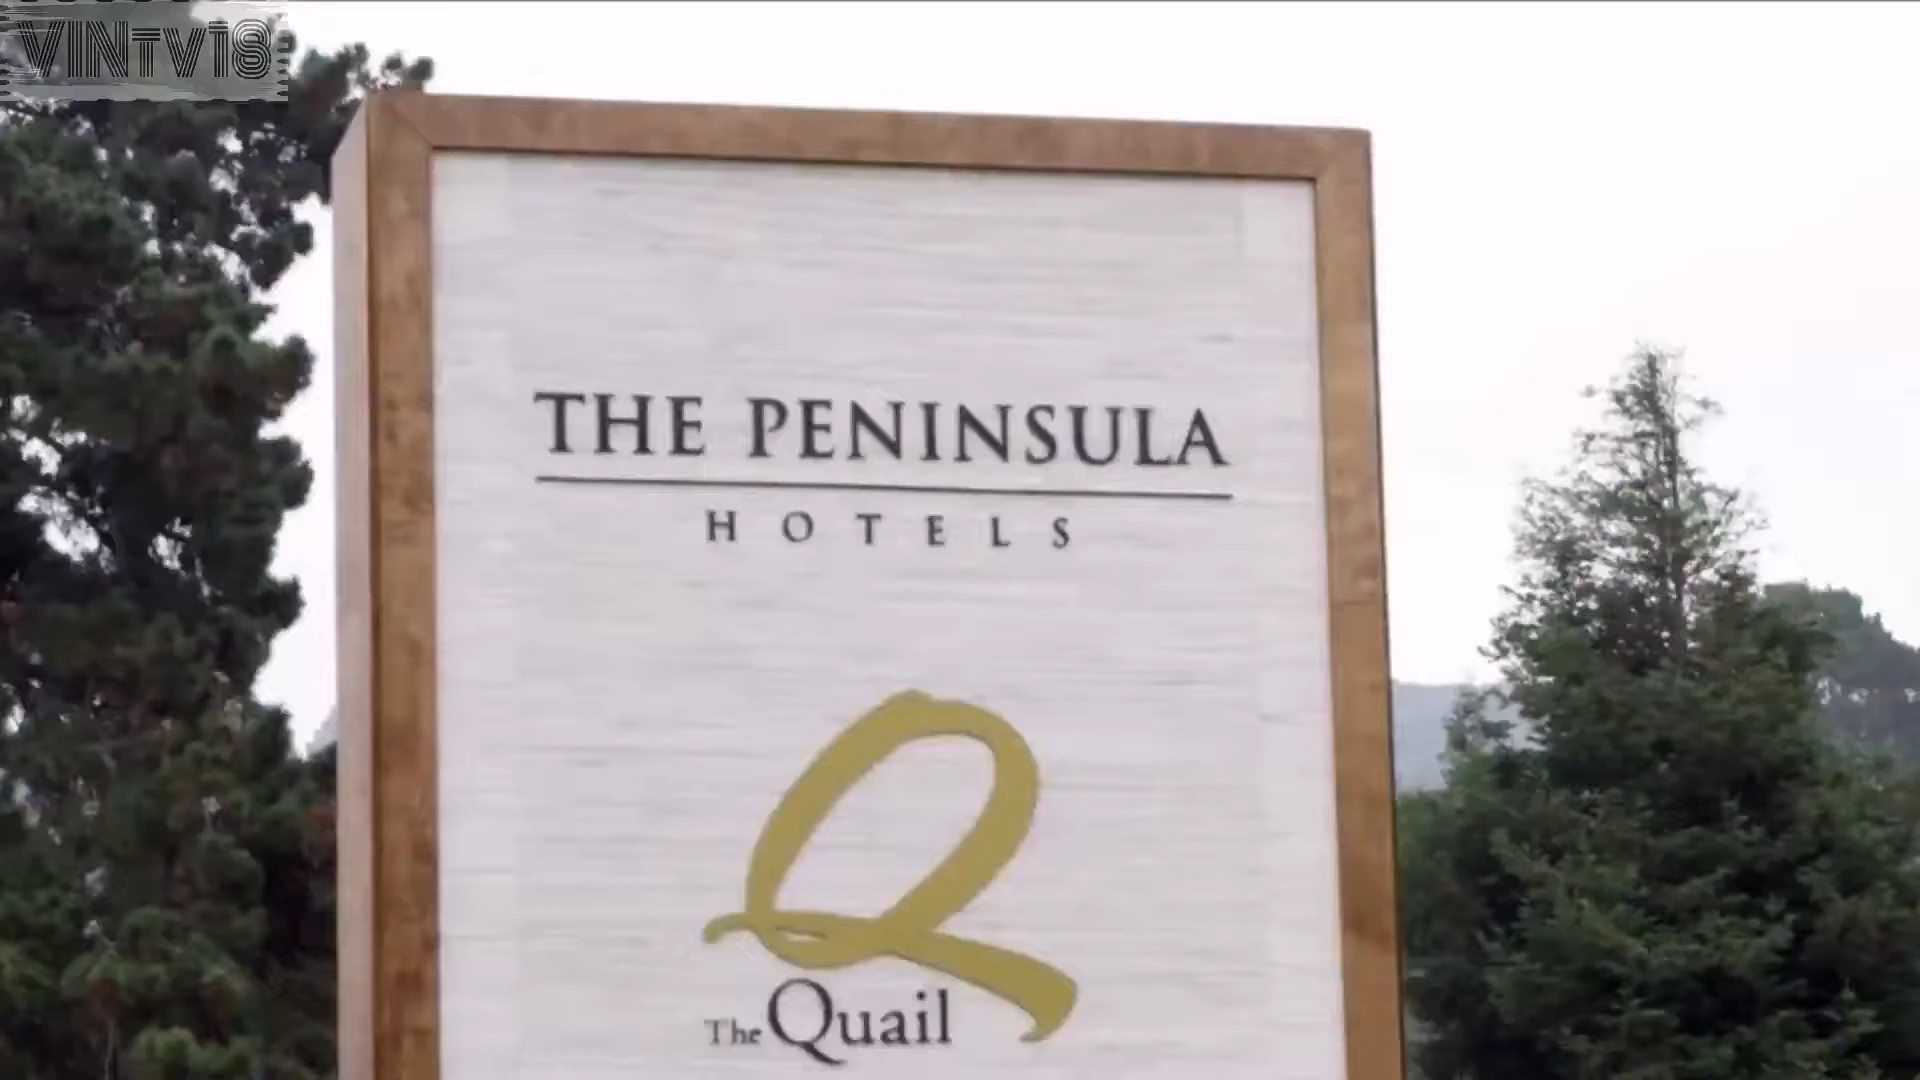 VINTV18
THE PENINSULA
HOTELS
Q
The Quail